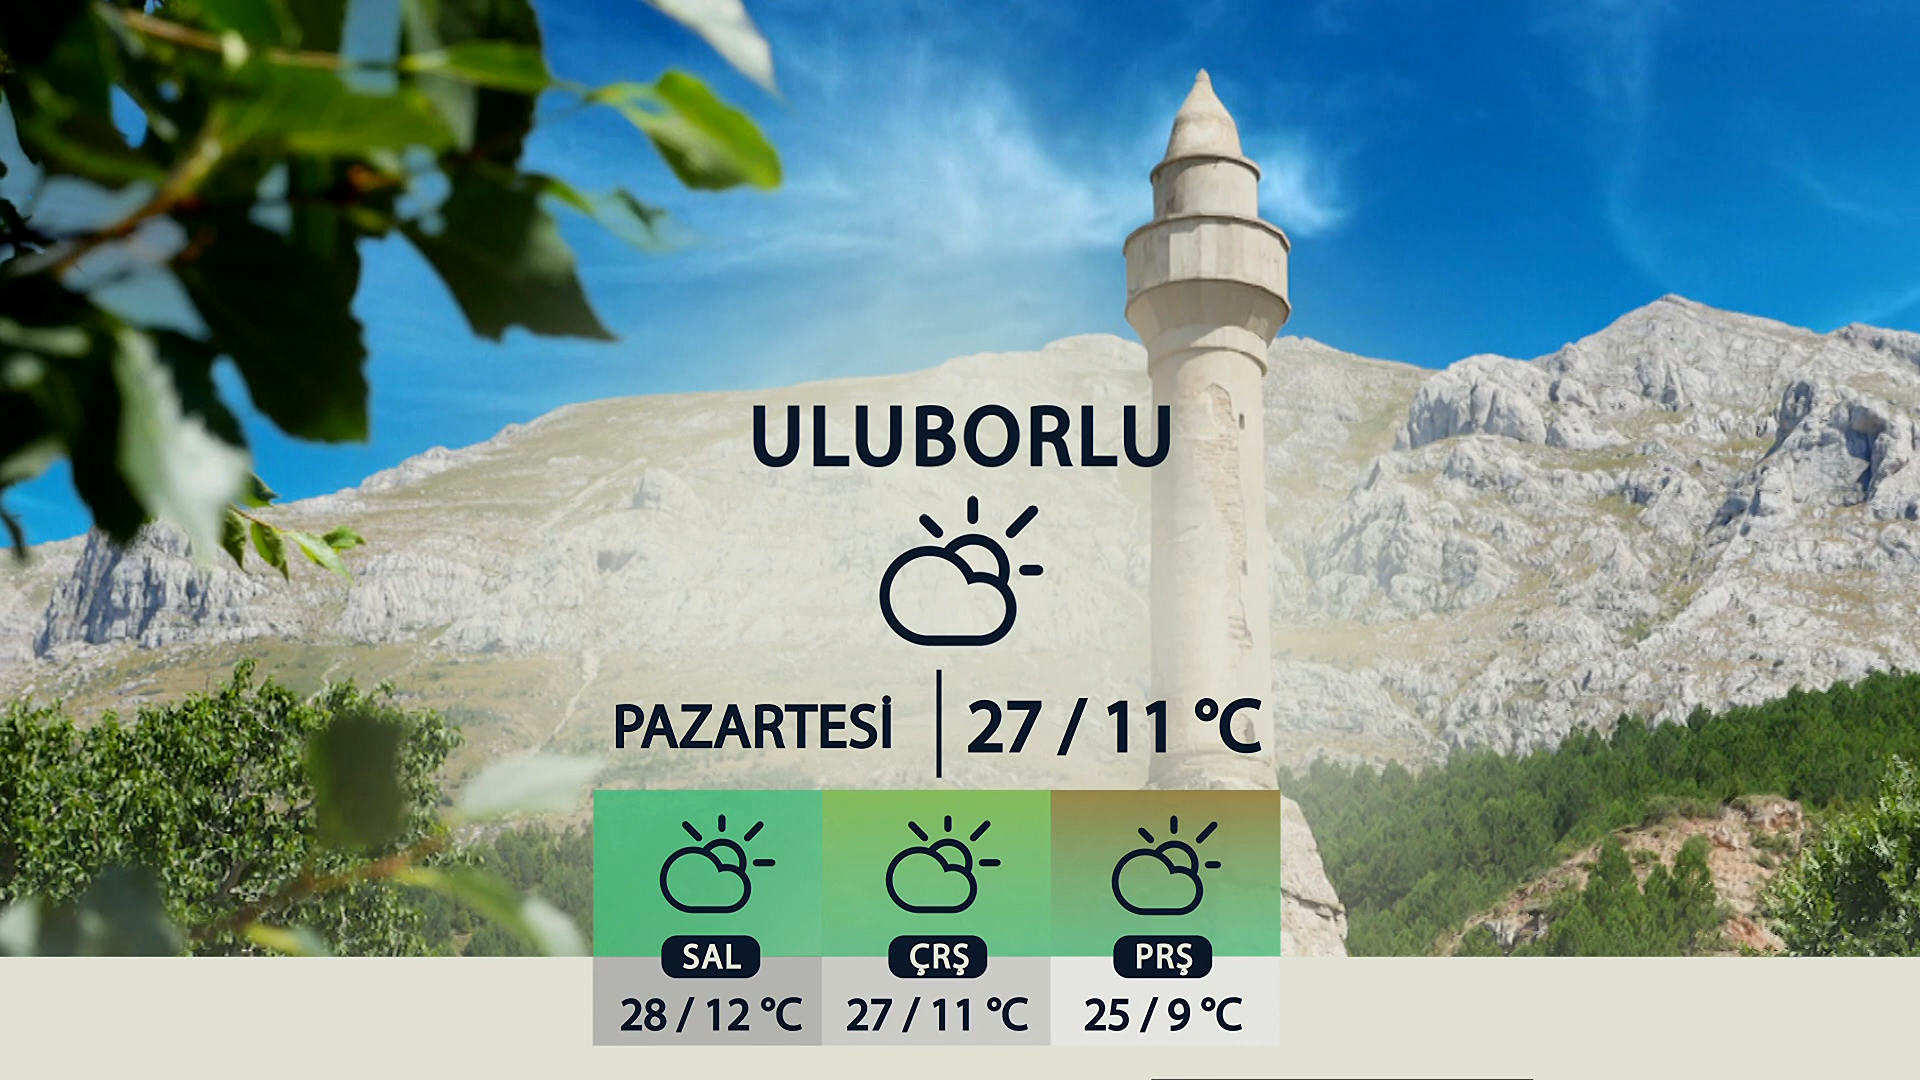 ULUBORLU
PAZARTESİ 27 / 11 °C
SAL ÇRŞ PRŞ
28 / 12 °C 27 / 11 °C 25 / 9 °C